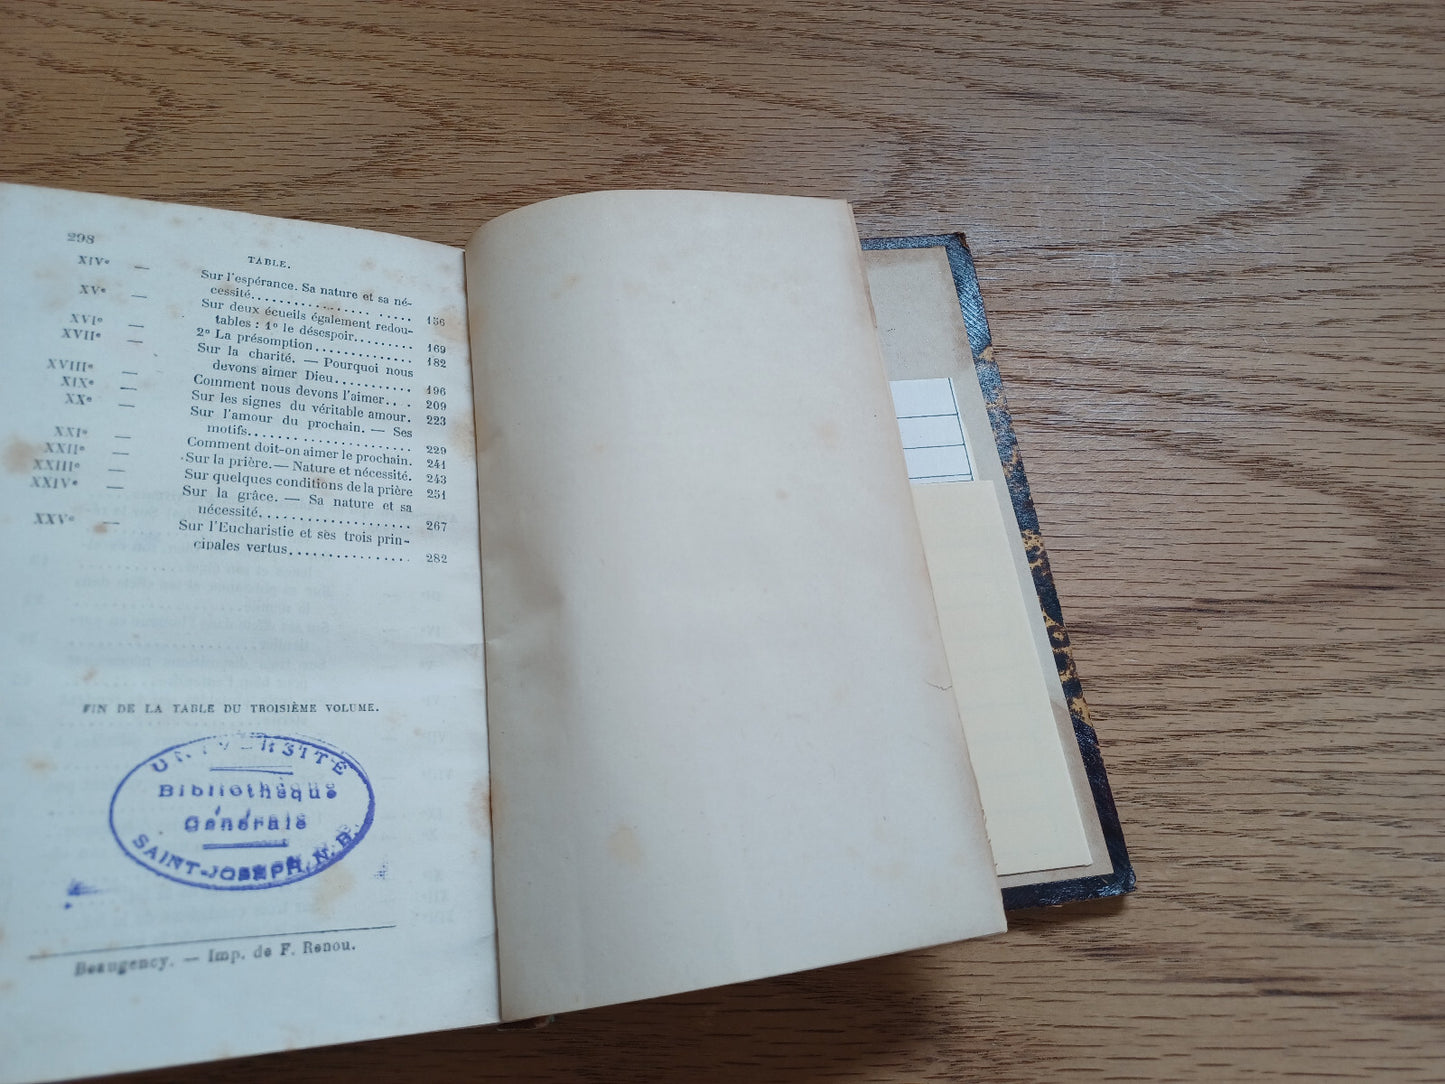 298
TABLE.
XIVe — Sur l'espérance. Sa nature et sa né-
cessité. . . . . . . . . . . . . . . . . . . . . 156
XVe — Sur deux écueils également redou-
tables : 1° le désespoir. . . . . . . . 169
XVIe — 2° La présomption . . . . . . . . . . . . . . 182
XVIIe — Sur la charité. — Pourquoi nous
devons aimer Dieu. . . . . . . . . . . 196
XVIIIe — Comment nous devons l'aimer. . . . 209
XIXe — Sur les signes du véritable amour. 223
XXe — Sur l'amour du prochain. — Ses
motifs. . . . . . . . . . . . . . . . . . . . . . . 229
XXIe — Comment doit-on aimer le prochain. 241
XXIIe — Sur la prière. — Nature et nécessité. 243
XXIIIe — Sur quelques conditions de la prière 251
XXIVe — Sur la grâce. — Sa nature et sa
nécessité. . . . . . . . . . . . . . . . . . . . . 267
XXVe — Sur l'Eucharistie et ses trois prin-
cipales vertus. . . . . . . . . . . . . . . . . 282
FIN DE LA TABLE DU TROISIÈME VOLUME.
UNIVERSITÉ
Bibliothèque
Générale
SAINT-JOSEPH, N. B.
Beaugency. — Imp. de F. Renou.